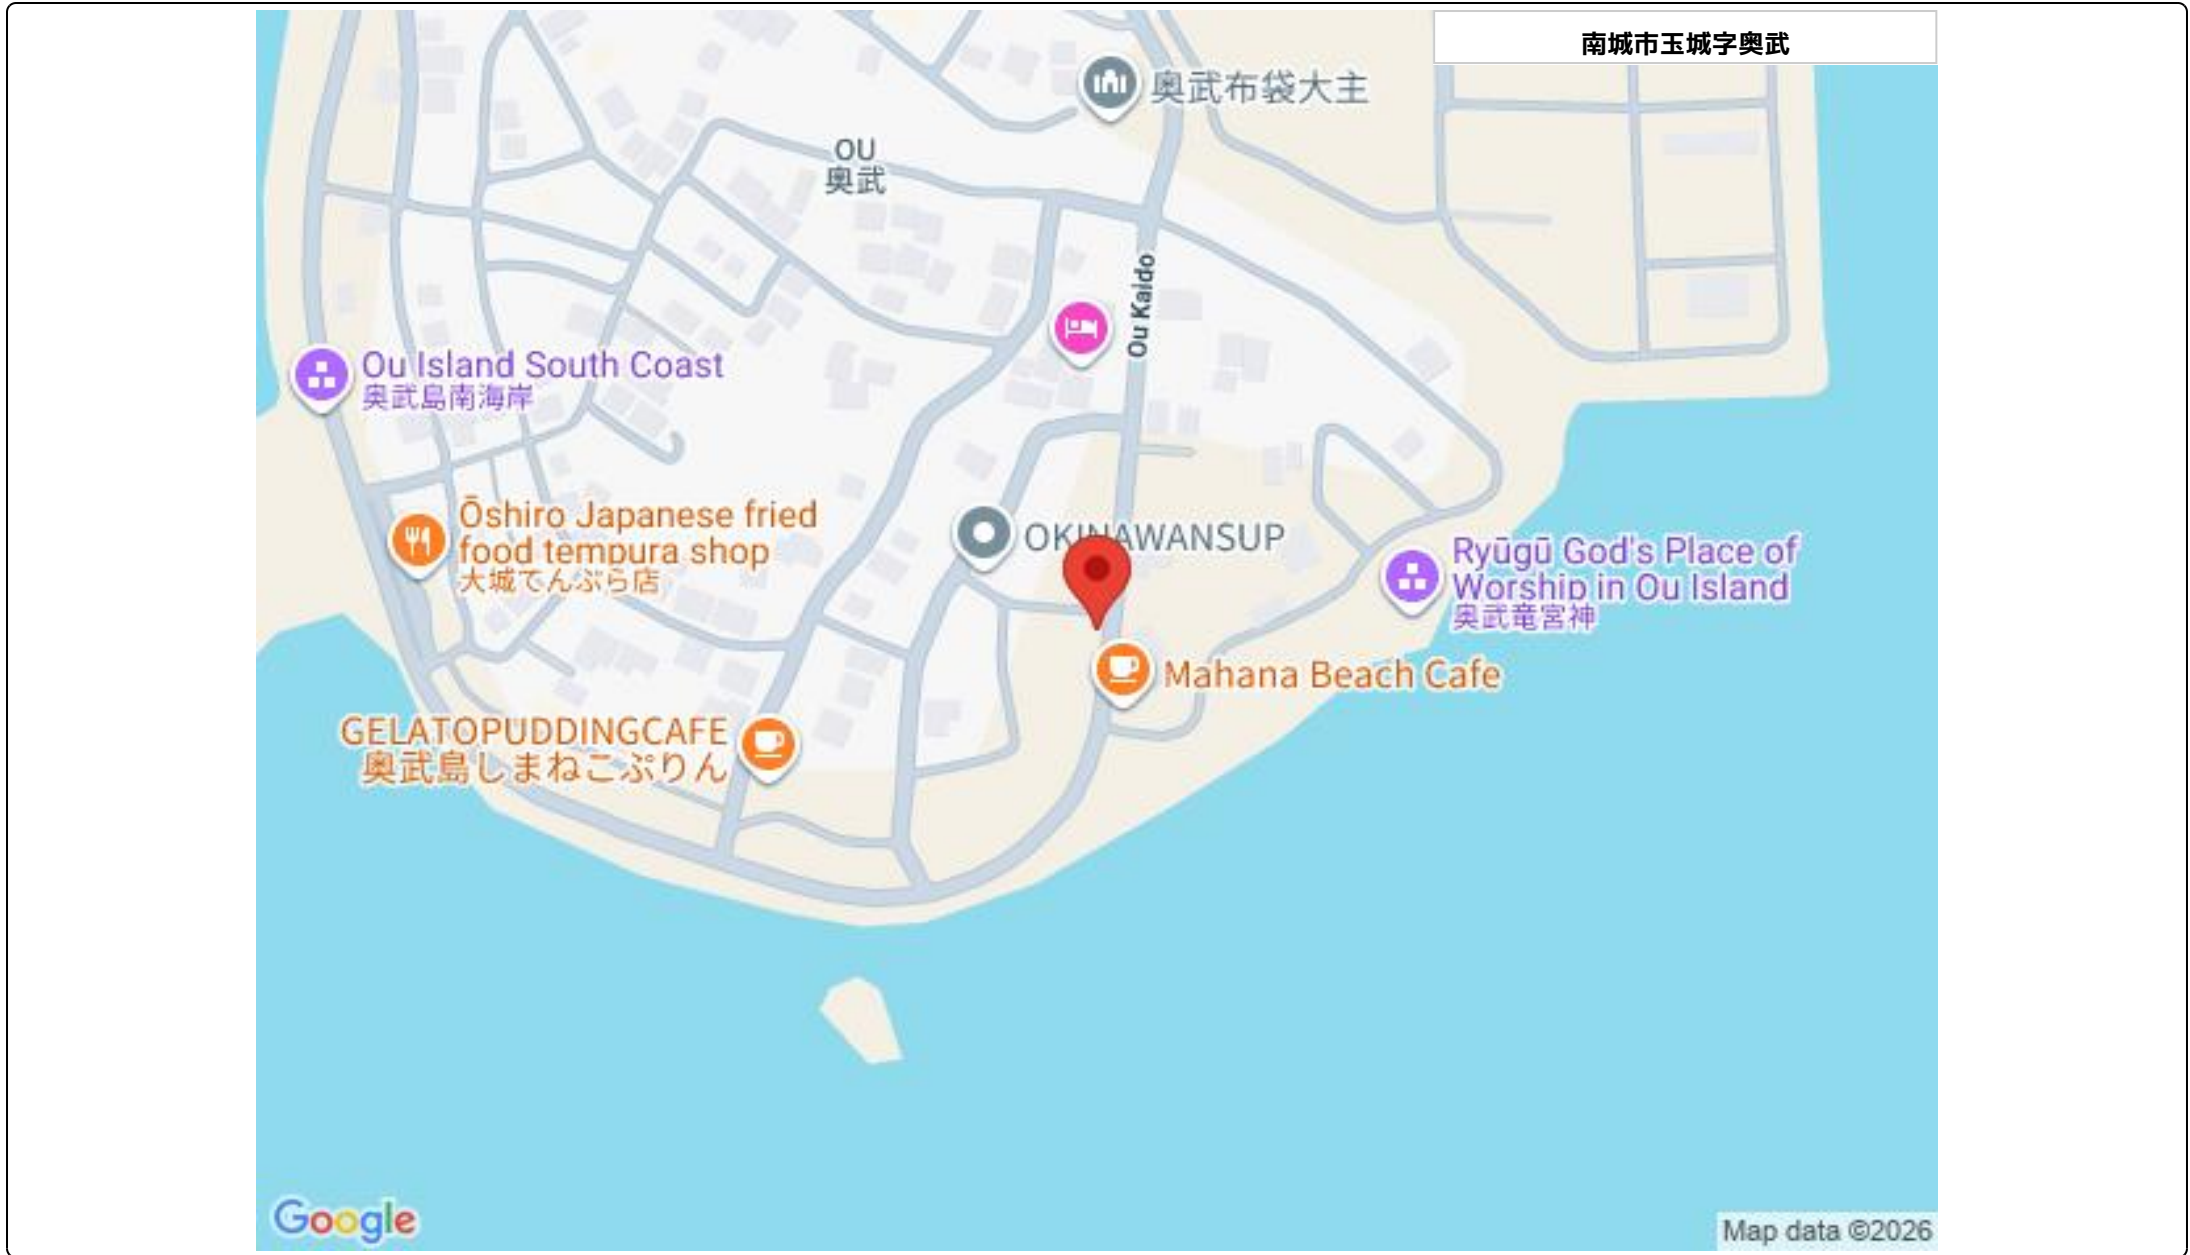 南城市玉城字奥武
奥武布袋大主
OU
奥武
Ou Kaido
Ou Island South Coast
奥武島南海岸
Ōshiro Japanese fried
food tempura shop
大城てんぷら店
OKINAWANSUP
Ryūgū God's Place of
Worship in Ou Island
奥武竜宮神
Mahana Beach Cafe
GELATOPUDDINGCAFE
奥武島しまねこぷりん
Google
Map data ©2026